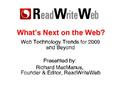 ReadWriteWeb
What's Next on the Web?
Web Technology Trends for 2009
and Beyond
Presented by:
Richard MacManus,
Founder & Editor, ReadWriteWeb